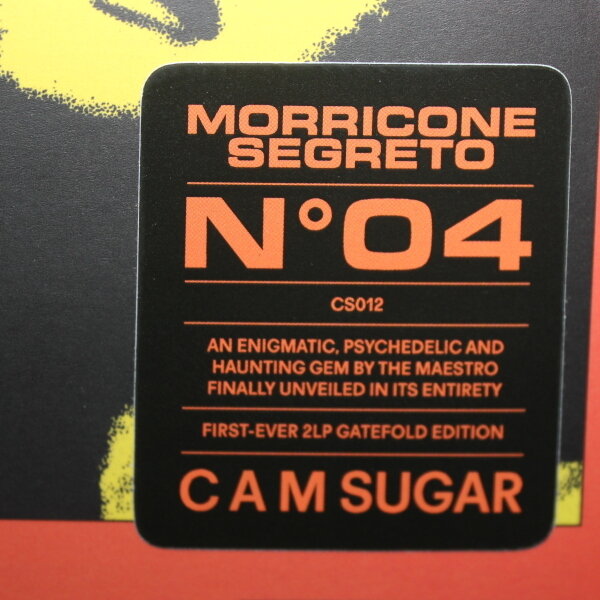 MORRICONE
SEGRETO
N°04
CS012
AN ENIGMATIC, PSYCHEDELIC AND
HAUNTING GEM BY THE MAESTRO
FINALLY UNVEILED IN ITS ENTIRETY
FIRST-EVER 2LP GATEFOLD EDITION
CAM SUGAR